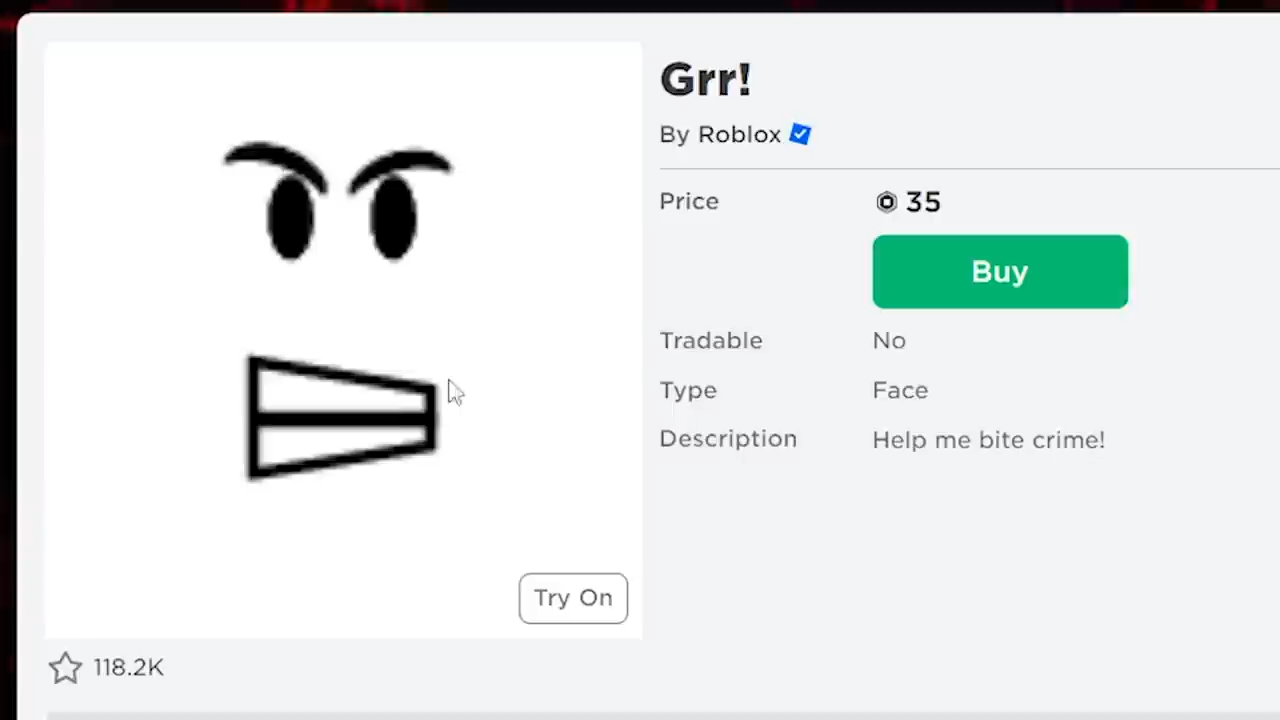 Grr!
By Roblox
Price 35
Buy
Tradable No
Type Face
Description Help me bite crime!
Try On
118.2K